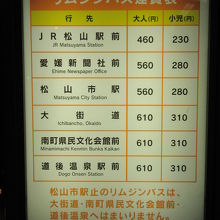 リムジンバス運賃表
行先 大人(円) 小児(円)
JR松山駅前 460 230
JR Matsuyama Station
愛媛新聞社前 560 280
Ehime Newspaper Office
松山市駅 560 280
Matsuyama City Station
大街道 610 310
Ichibancho, Okaido
南町県民文化会館前 610 310
Minamimachi Kenmin Bunka Kaikan
道後温泉駅前 610 310
Dogo Onsen Station
松山市駅止のリムジンバスは、
大街道・南町県民文化会館前・
道後温泉へはまいりません。